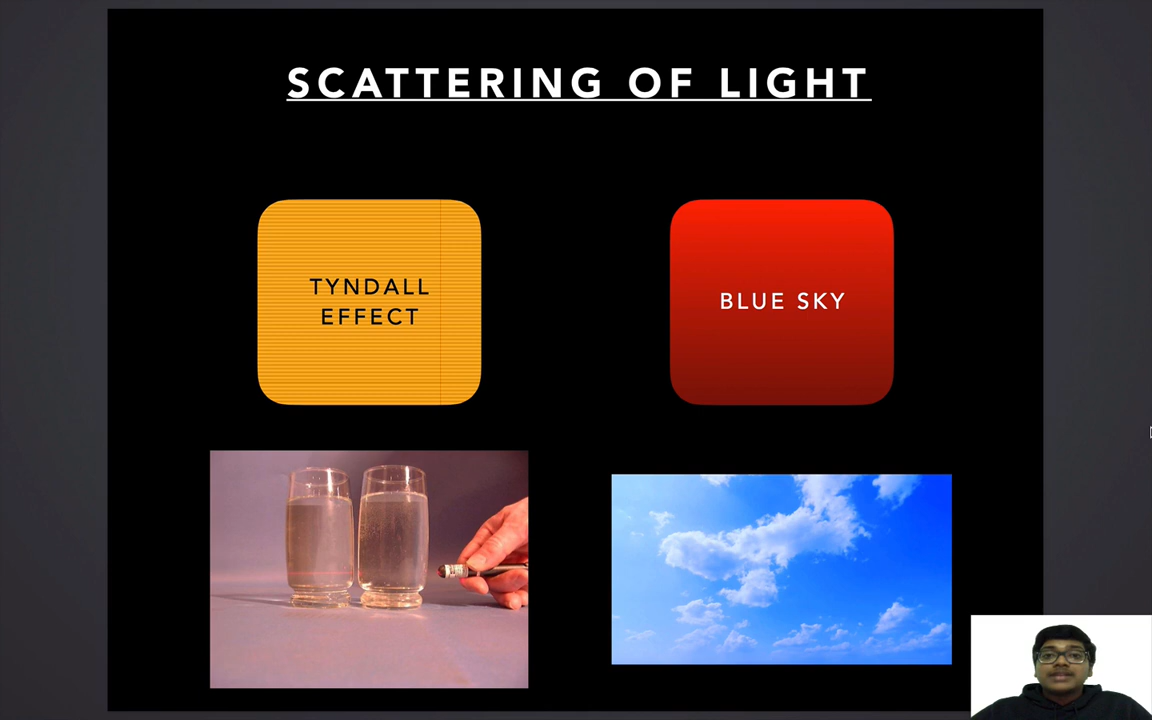 SCATTERING OF LIGHT
TYNDALL
EFFECT
BLUE SKY